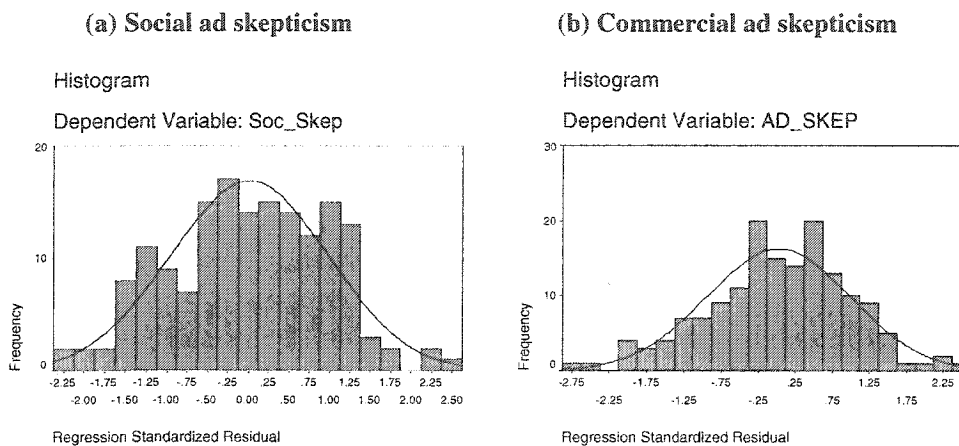 (a) Social ad skepticism
Histogram
Dependent Variable: Soc_Skep
20
10
0
Frequency
-2.25 -1.75 -1.25 -.75 -.25 .25 .75 1.25 1.75 2.25
-2.00 -1.50 -1.00 -.50 0.00 .50 1.00 1.50 2.00 2.50
Regression Standardized Residual
(b) Commercial ad skepticism
Histogram
Dependent Variable: AD_SKEP
30
20
10
0
Frequency
-2.75 -1.75 -.75 .25 1.25 2.25
-2.25 -1.25 -.25 .75 1.75
Regression Standardized Residual